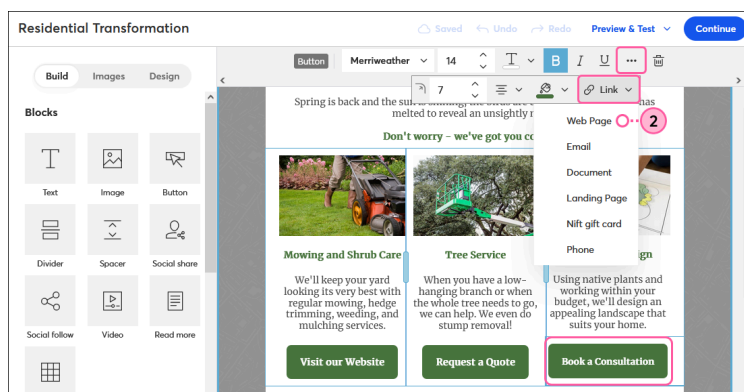 Residential Transformation
Saved Undo Redo Preview & Test Continue
Build Images Design
Blocks
Text Image Button
Divider Spacer Social share
Social follow Video Read more
Button Merriweather 14 T B I U ...
7 Link
Web Page 2
Email
Document
Landing Page
Nift gift card
Phone
Spring is back and the
has
melted to reveal an unsightly
Don't worry – we've got you
Mowing and Shrub Care
We'll keep your yard
looking its very best with
regular mowing, hedge
trimming, weeding, and
mulching services.
Visit our Website
Tree Service
When you have a low-
hanging branch or when
the whole tree needs to go,
we can help. We even do
stump removal!
Request a Quote
Using native plants and
working within your
budget, we'll design an
appealing landscape that
suits your home.
Book a Consultation